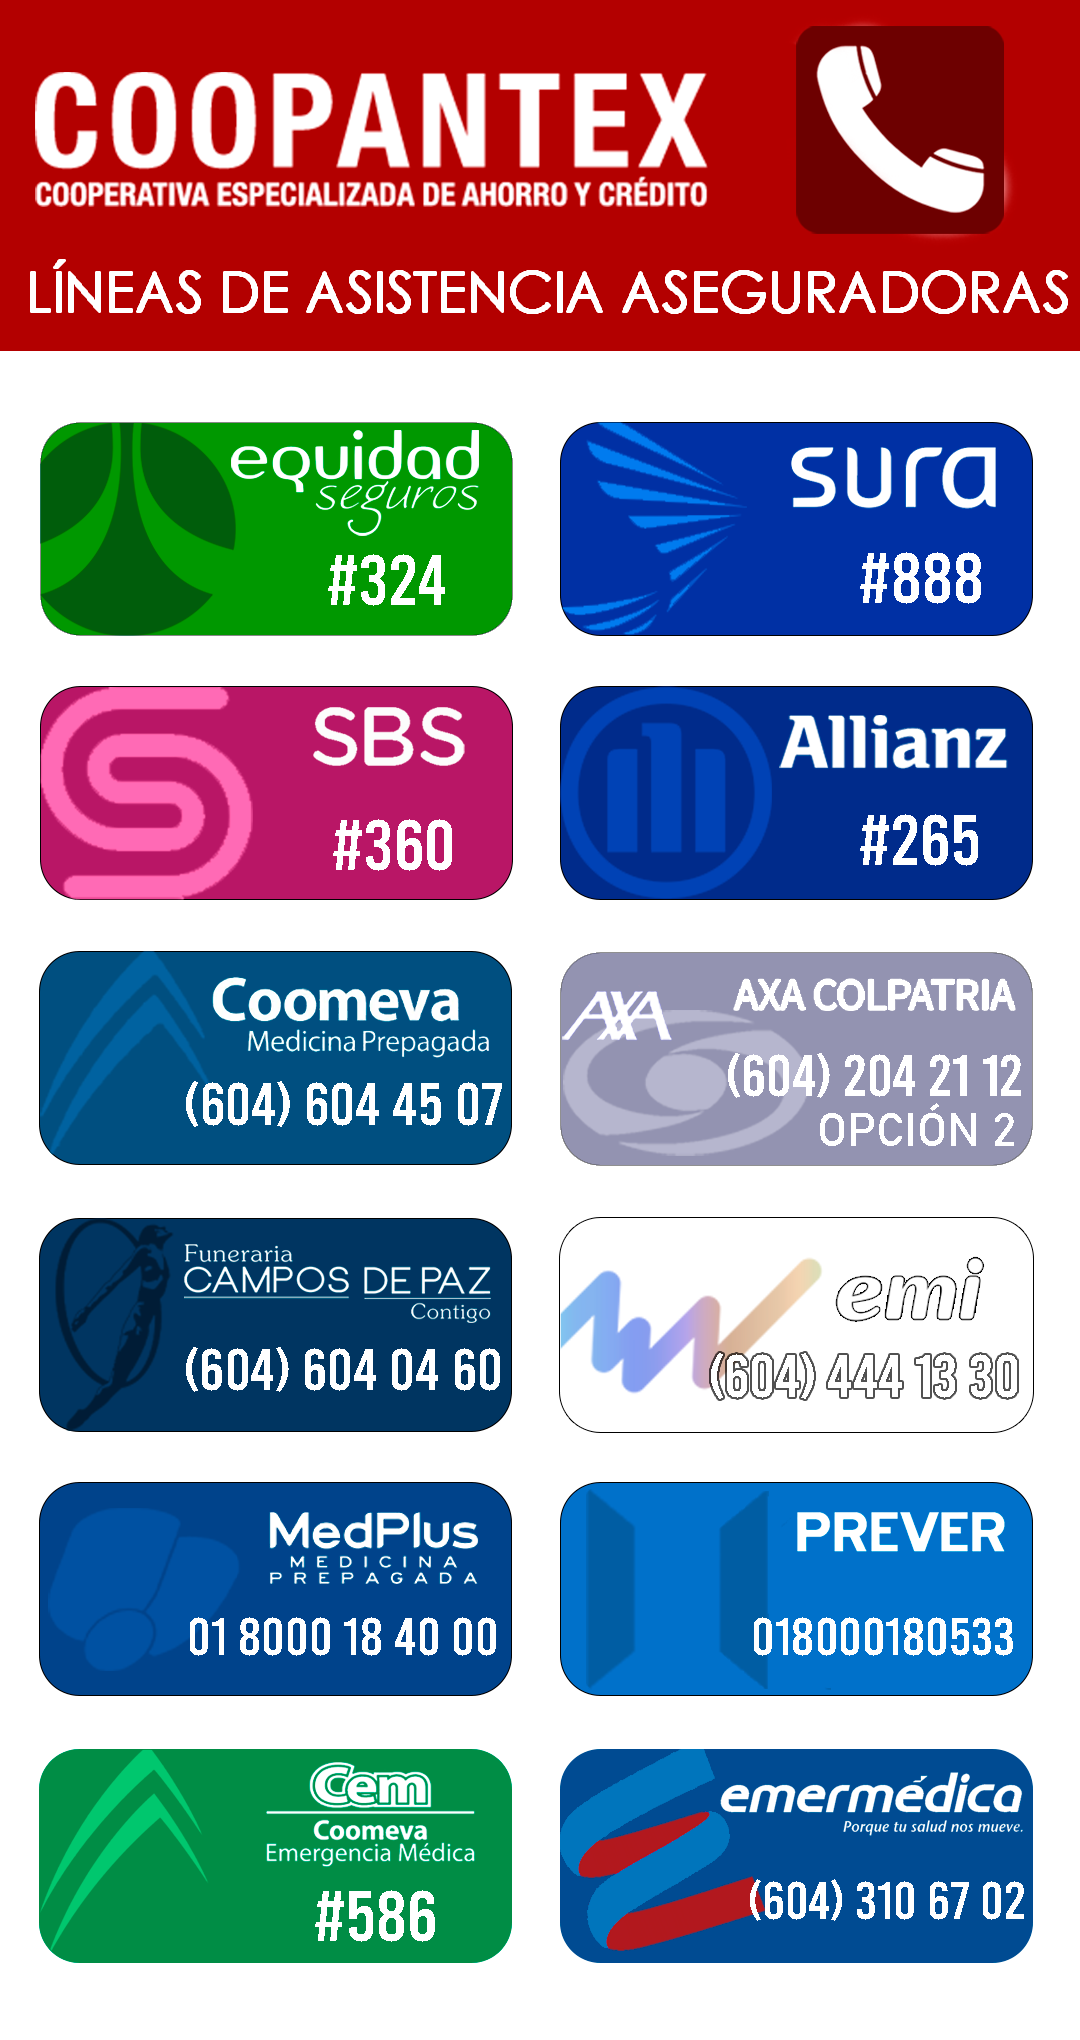 COOPANTEX
COOPERATIVA ESPECIALIZADA DE AHORRO Y CRÉDITO
LÍNEAS DE ASISTENCIA ASEGURADORAS
equidad
seguros
#324
sura
#888
SBS
#360
Allianz
#265
Coomeva
Medicina Prepagada
(604) 604 45 07
AXA
AXA COLPATRIA
(604) 204 21 12
OPCIÓN 2
Funeraria
CAMPOS DE PAZ
Contigo
(604) 604 04 60
emi
(604) 444 13 30
MedPlus
MEDICINA
PREPAGADA
01 8000 18 40 00
PREVER
018000180533
Cem
Coomeva
Emergencia Médica
#586
emermédica
Porque tu salud nos mueve.
(604) 310 67 02